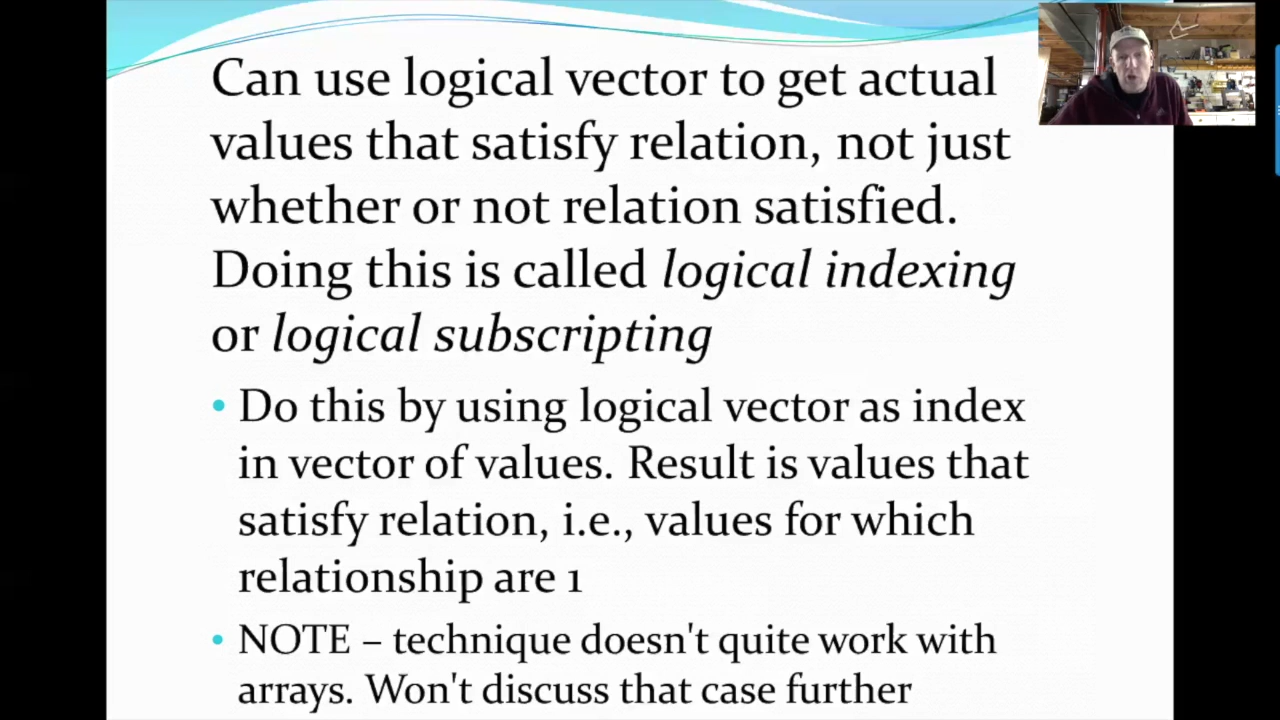 Can use logical vector to get actual
values that satisfy relation, not just
whether or not relation satisfied.
Doing this is called logical indexing
or logical subscripting
• Do this by using logical vector as index
in vector of values. Result is values that
satisfy relation, i.e., values for which
relationship are 1
• NOTE – technique doesn't quite work with
arrays. Won't discuss that case further